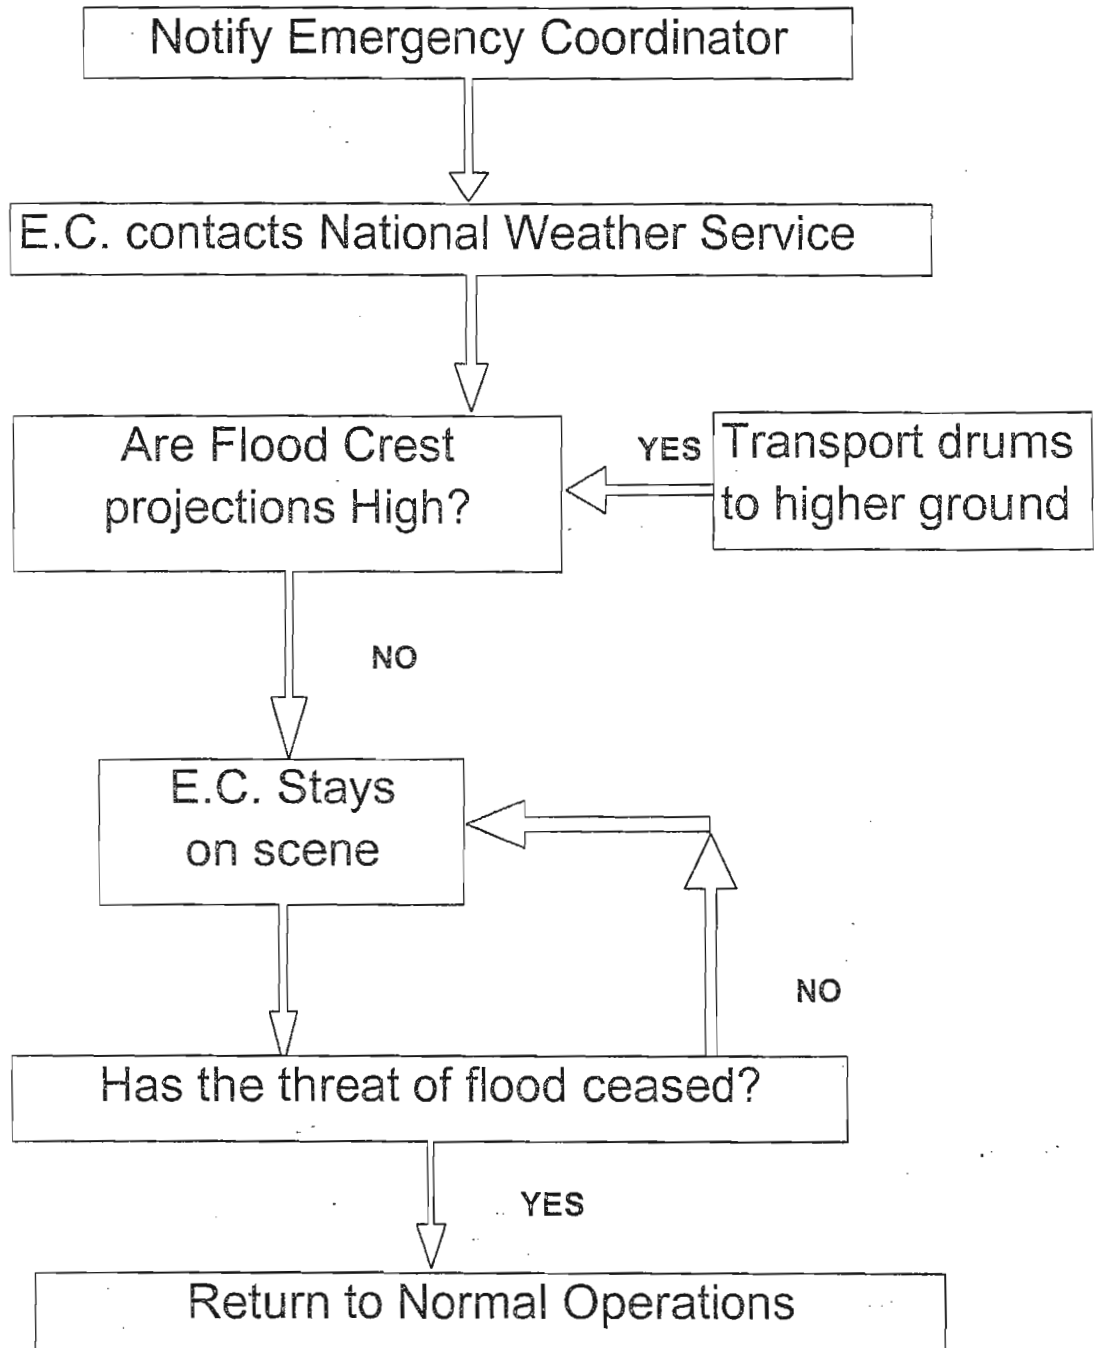 Notify Emergency Coordinator
E.C. contacts National Weather Service
Are Flood Crest
projections High?
YES
Transport drums
to higher ground
NO
E.C. Stays
on scene
NO
Has the threat of flood ceased?
YES
Return to Normal Operations